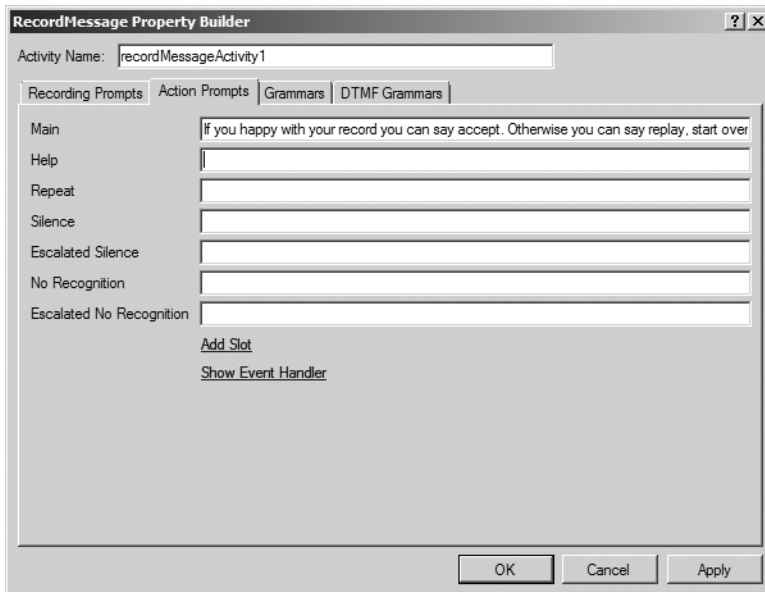 RecordMessage Property Builder
Activity Name: recordMessageActivity1
Recording Prompts Action Prompts Grammars DTMF Grammars
Main If you happy with your record you can say accept. Otherwise you can say replay, start over
Help
Repeat
Silence
Escalated Silence
No Recognition
Escalated No Recognition
Add Slot
Show Event Handler
OK Cancel Apply